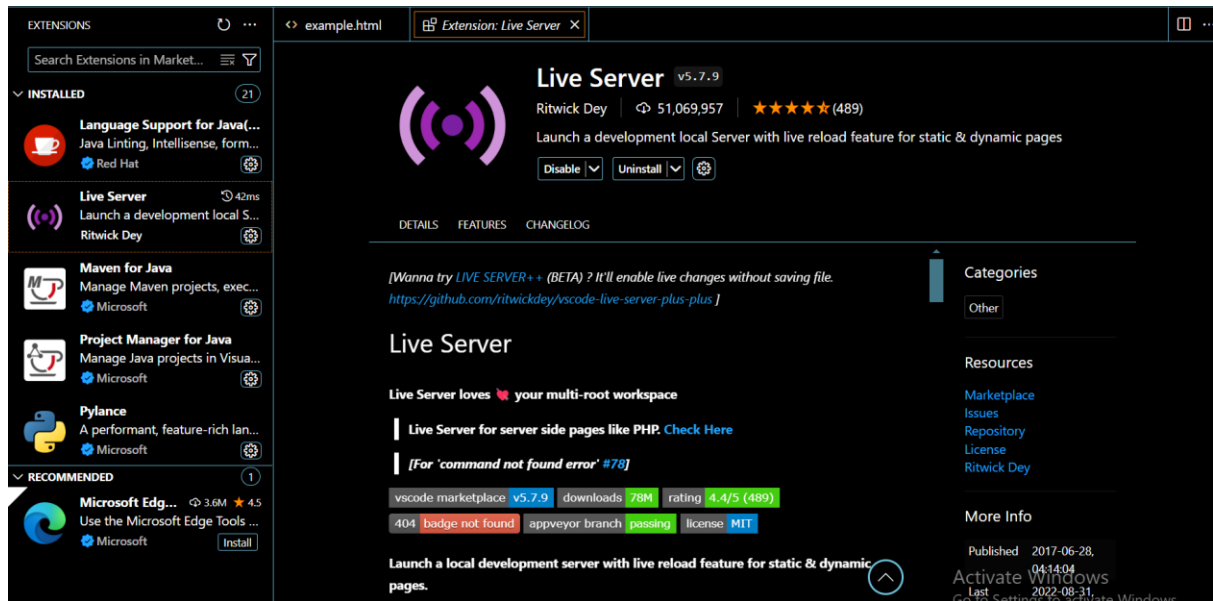 EXTENSIONS
Search Extensions in Market...
INSTALLED
21
Language Support for Java(...
Java Linting, Intellisense, form...
Red Hat
Live Server 42ms
Launch a development local S...
Ritwick Dey
Maven for Java
Manage Maven projects, exec...
Microsoft
Project Manager for Java
Manage Java projects in Visua...
Microsoft
Pylance
A performant, feature-rich lan...
Microsoft
RECOMMENDED
1
Microsoft Edg... 3.6M ★ 4.5
Use the Microsoft Edge Tools ...
Microsoft
Install
<> example.html
Extension: Live Server ×
Live Server v5.7.9
Ritwick Dey 51,069,957 (489)
Launch a development local Server with live reload feature for static & dynamic pages
Disable
Uninstall
DETAILS FEATURES CHANGELOG
[Wanna try LIVE SERVER++ (BETA) ? It'll enable live changes without saving file.
https://github.com/ritwickdey/vscode-live-server-plus-plus ]
Live Server
Live Server loves 💘 your multi-root workspace
Live Server for server side pages like PHP. Check Here
[For 'command not found error' #78]
vscode marketplace v5.7.9 downloads 78M rating 4.4/5 (489)
404 badge not found appveyor branch passing license MIT
Launch a local development server with live reload feature for static & dynamic
pages.
Categories
Other
Resources
Marketplace
Issues
Repository
License
Ritwick Dey
More Info
Published 2017-06-28,
04:14:04
Last 2022-08-31,
Activate Windows
Go to Settings to activate Windows.